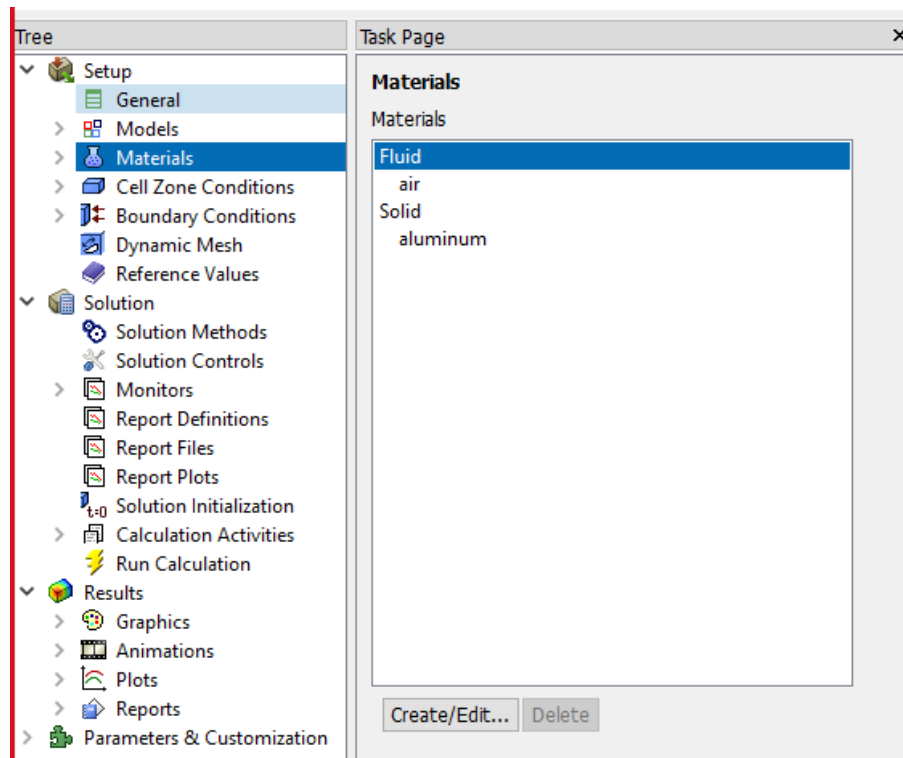 Tree
Setup
General
Models
Materials
Cell Zone Conditions
Boundary Conditions
Dynamic Mesh
Reference Values
Solution
Solution Methods
Solution Controls
Monitors
Report Definitions
Report Files
Report Plots
t=0 Solution Initialization
Calculation Activities
Run Calculation
Results
Graphics
Animations
Plots
Reports
Parameters & Customization
Task Page
Materials
Materials
Fluid
air
Solid
aluminum
Create/Edit... Delete